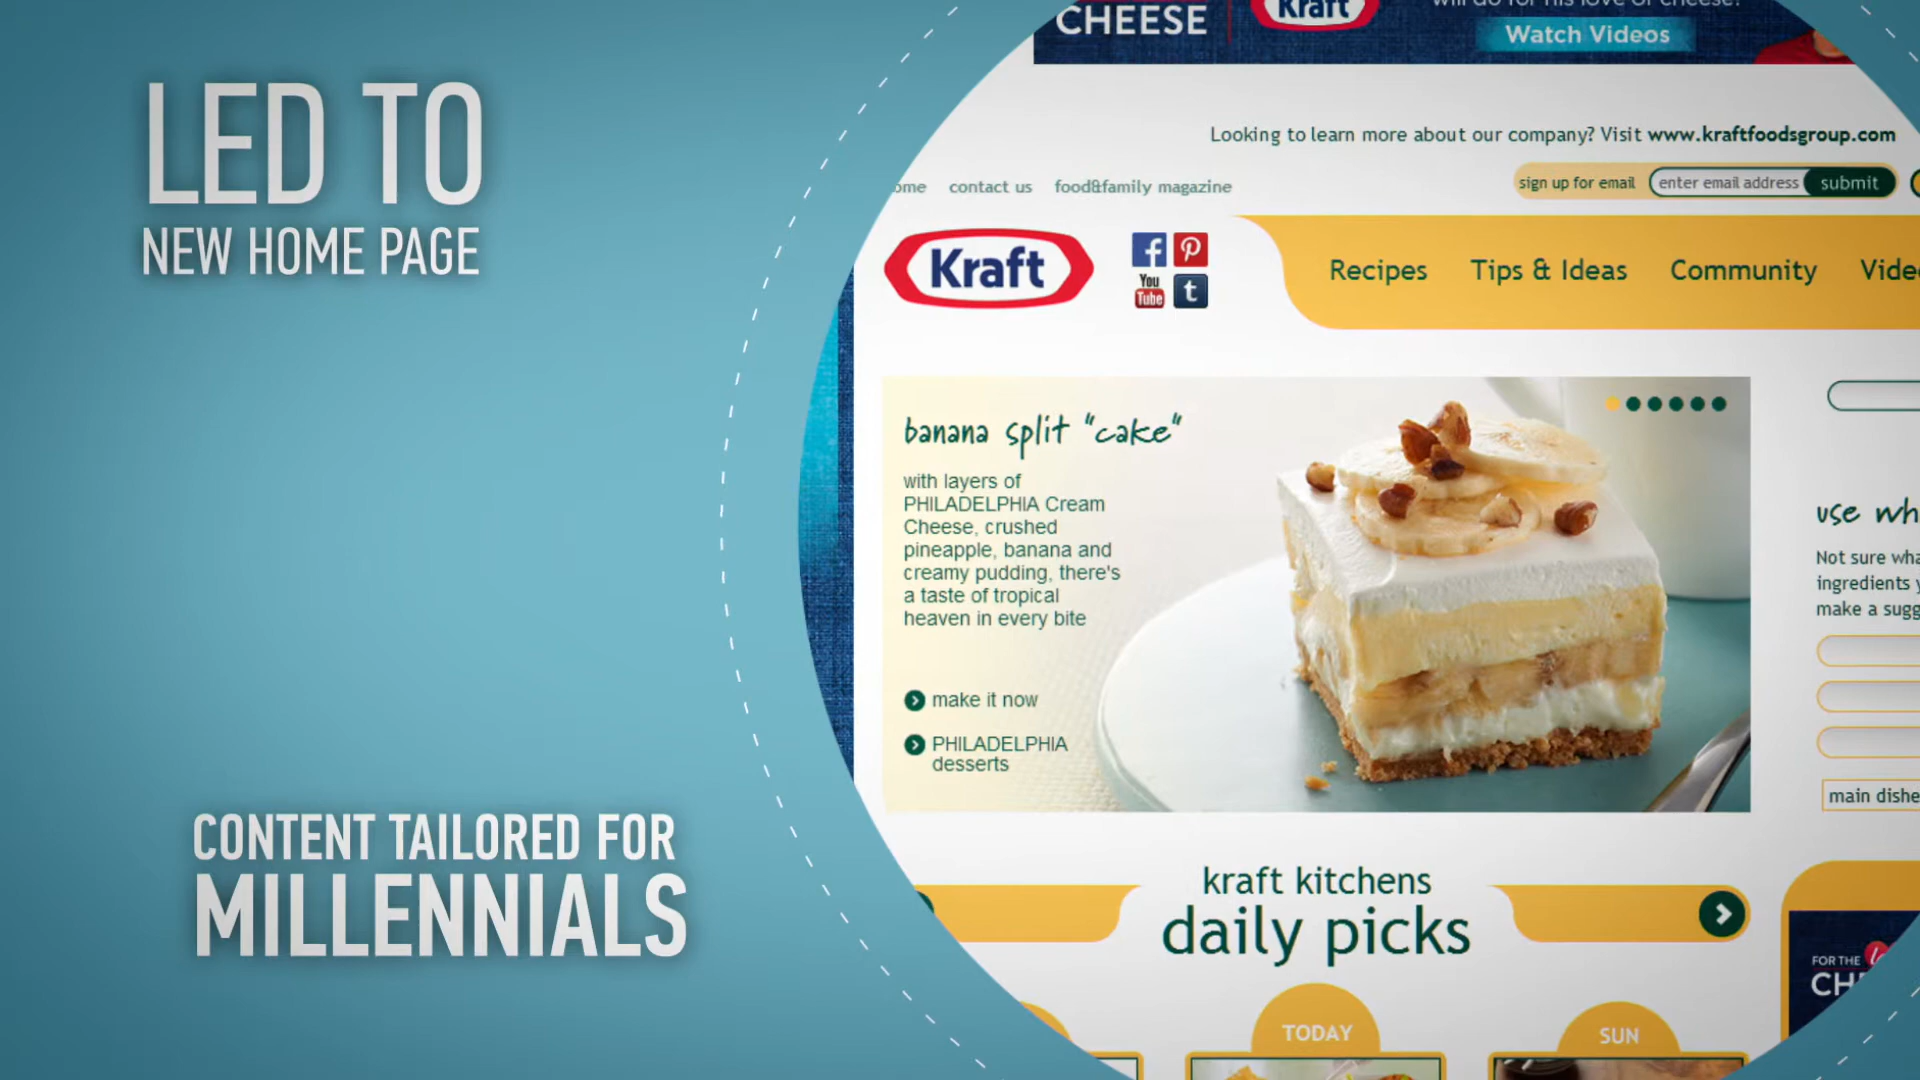 LED TO
NEW HOME PAGE
CONTENT TAILORED FOR
MILLENNIALS
CHEESE
Kraft
Watch Videos
Looking to learn more about our company? Visit www.kraftfoodsgroup.com
contact us
food&family magazine
sign up for email
enter email address
submit
Kraft
You
Tube
Recipes
Tips & Ideas
Community
banana split "cake"
with layers of
PHILADELPHIA Cream
Cheese, crushed
pineapple, banana and
creamy pudding, there's
a taste of tropical
heaven in every bite
make it now
PHILADELPHIA
desserts
use
Not sure
ingredients
make a
main
kraft kitchens
daily picks
TODAY
SUN
FOR THE